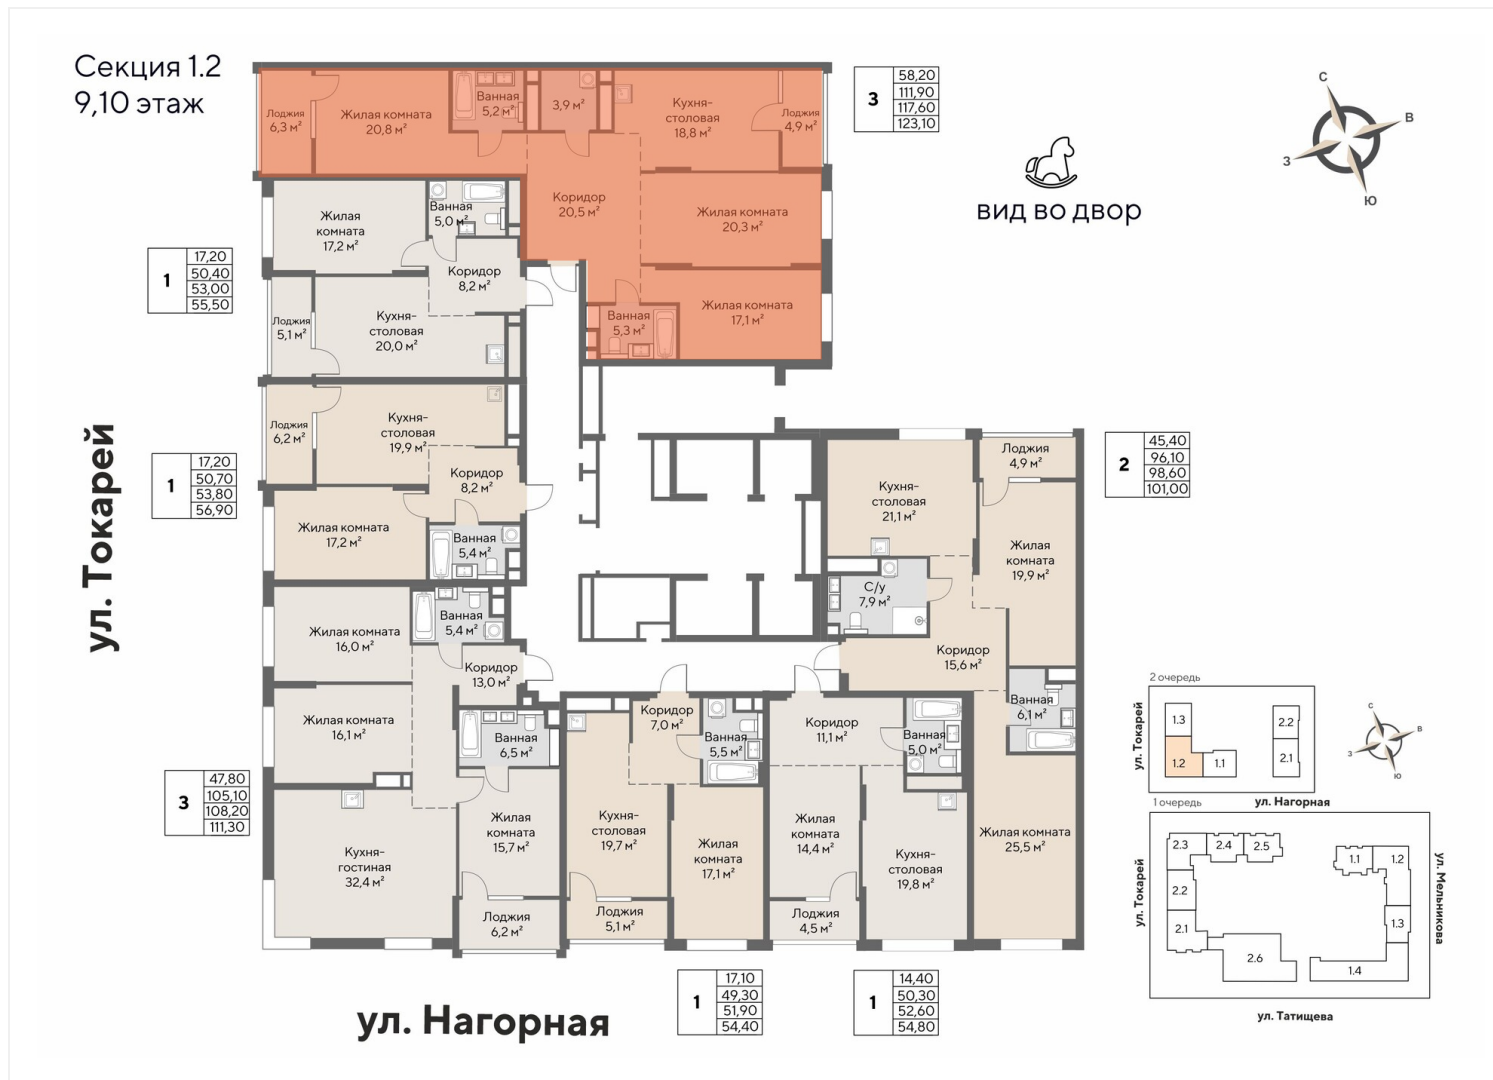 Секция 1.2
9,10 этаж
Лоджия
6,3 м²
Жилая комната
20,8 м²
Ванная
5,2 м²
3,9 м²
Кухня-
столовая
18,8 м²
Лоджия
4,9 м²
3
58,20
111,90
117,60
123,10
С
В
З
Ю
вид во двор
Коридор
20,5 м²
Жилая комната
20,3 м²
Жилая комната
17,1 м²
Ванная
5,3 м²
Жилая
комната
17,2 м²
Ванная
5,0 м²
Коридор
8,2 м²
1
17,20
50,40
53,00
55,50
Лоджия
5,1 м²
Кухня-
столовая
20,0 м²
Лоджия
6,2 м²
Кухня-
столовая
19,9 м²
Коридор
8,2 м²
1
17,20
50,70
53,80
56,90
Жилая комната
17,2 м²
Ванная
5,4 м²
ул. Токарей
2
45,40
96,10
98,60
101,00
Лоджия
4,9 м²
Кухня-
столовая
21,1 м²
Жилая
комната
19,9 м²
С/у
7,9 м²
Коридор
15,6 м²
Ванная
6,1 м²
Жилая комната
25,5 м²
Жилая комната
16,0 м²
Ванная
5,4 м²
Коридор
13,0 м²
Жилая комната
16,1 м²
Ванная
6,5 м²
3
47,80
105,10
108,20
111,30
Кухня-
гостиная
32,4 м²
Жилая
комната
15,7 м²
Лоджия
6,2 м²
Коридор
7,0 м²
Ванная
5,5 м²
Кухня-
столовая
19,7 м²
Жилая
комната
17,1 м²
Лоджия
5,1 м²
Коридор
11,1 м²
Ванная
5,0 м²
Жилая
комната
14,4 м²
Кухня-
столовая
19,8 м²
Лоджия
4,5 м²
1
17,10
49,30
51,90
54,40
1
14,40
50,30
52,60
54,80
ул. Нагорная
2 очередь
ул. Токарей
1.3
1.2
1.1
2.2
2.1
С
В
З
Ю
ул. Нагорная
1 очередь
ул. Токарей
2.3
2.4
2.5
2.2
2.1
2.6
1.1
1.2
1.3
1.4
ул. Мельникова
ул. Татищева